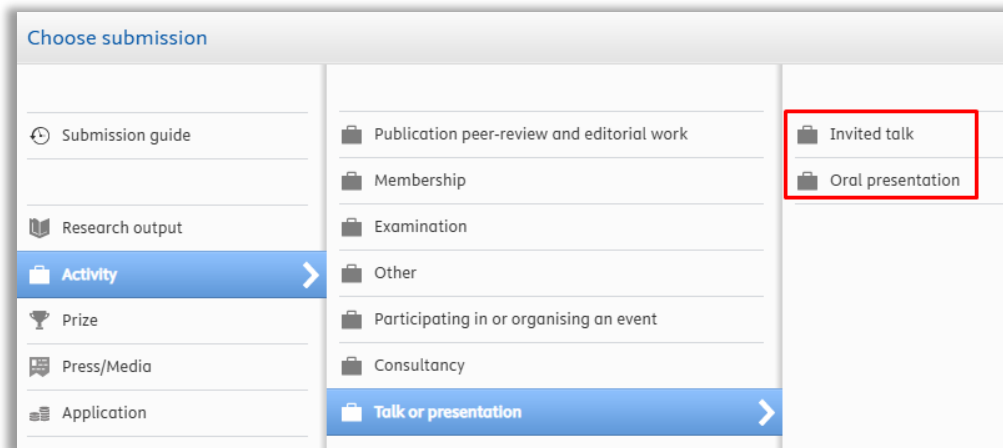 Choose submission
Submission guide
Research output
Activity
Prize
Press/Media
Application
Publication peer-review and editorial work
Membership
Examination
Other
Participating in or organising an event
Consultancy
Talk or presentation
Invited talk
Oral presentation